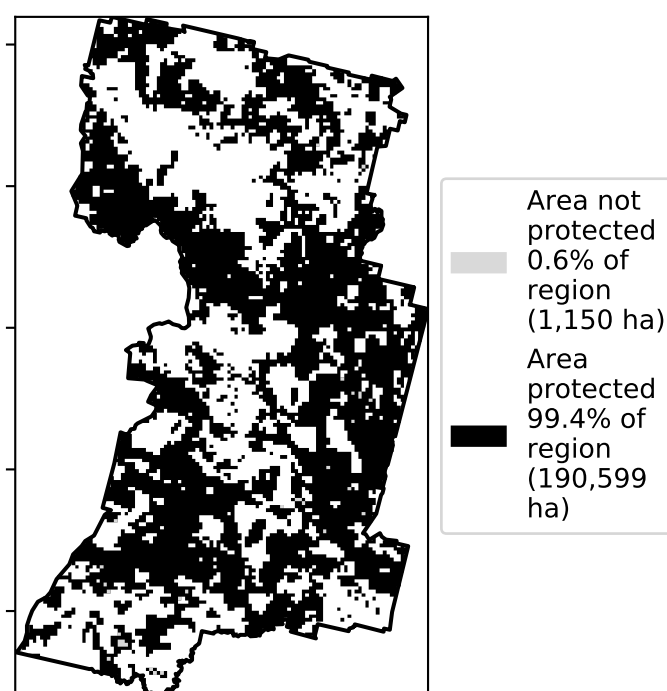 Area not
protected
0.6% of
region
(1,150 ha)
Area
protected
99.4% of
region
(190,599
ha)